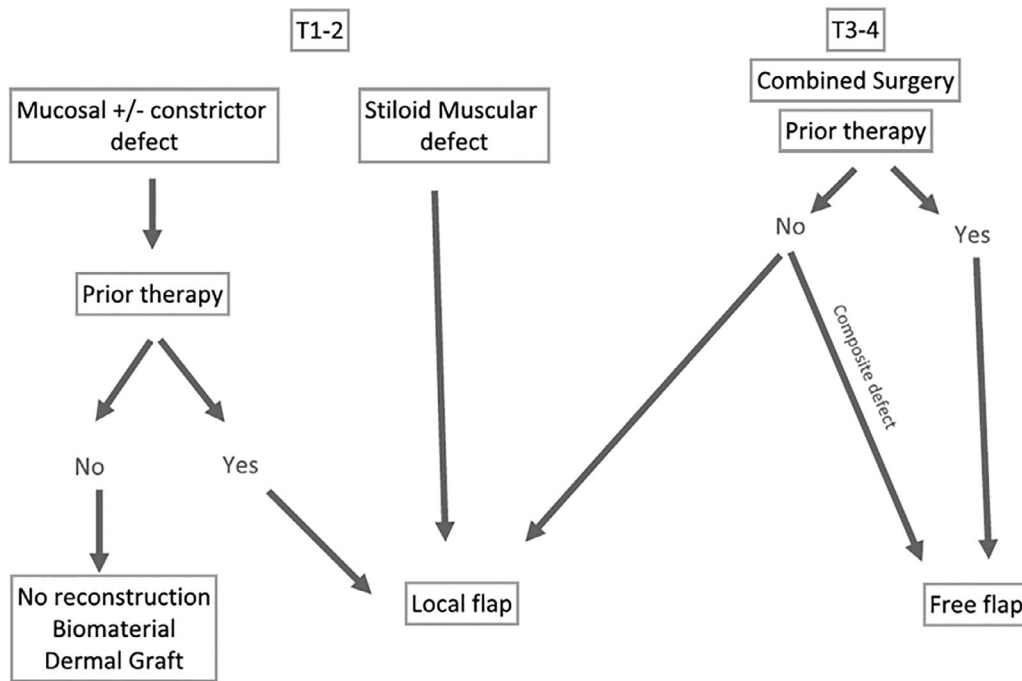 T1-2
T3-4
Combined Surgery
Mucosal +/- constrictor
defect
Stiloid Muscular
defect
Prior therapy
No
Yes
Prior therapy
Composite defect
No
Yes
No reconstruction
Biomaterial
Dermal Graft
Local flap
Free flap